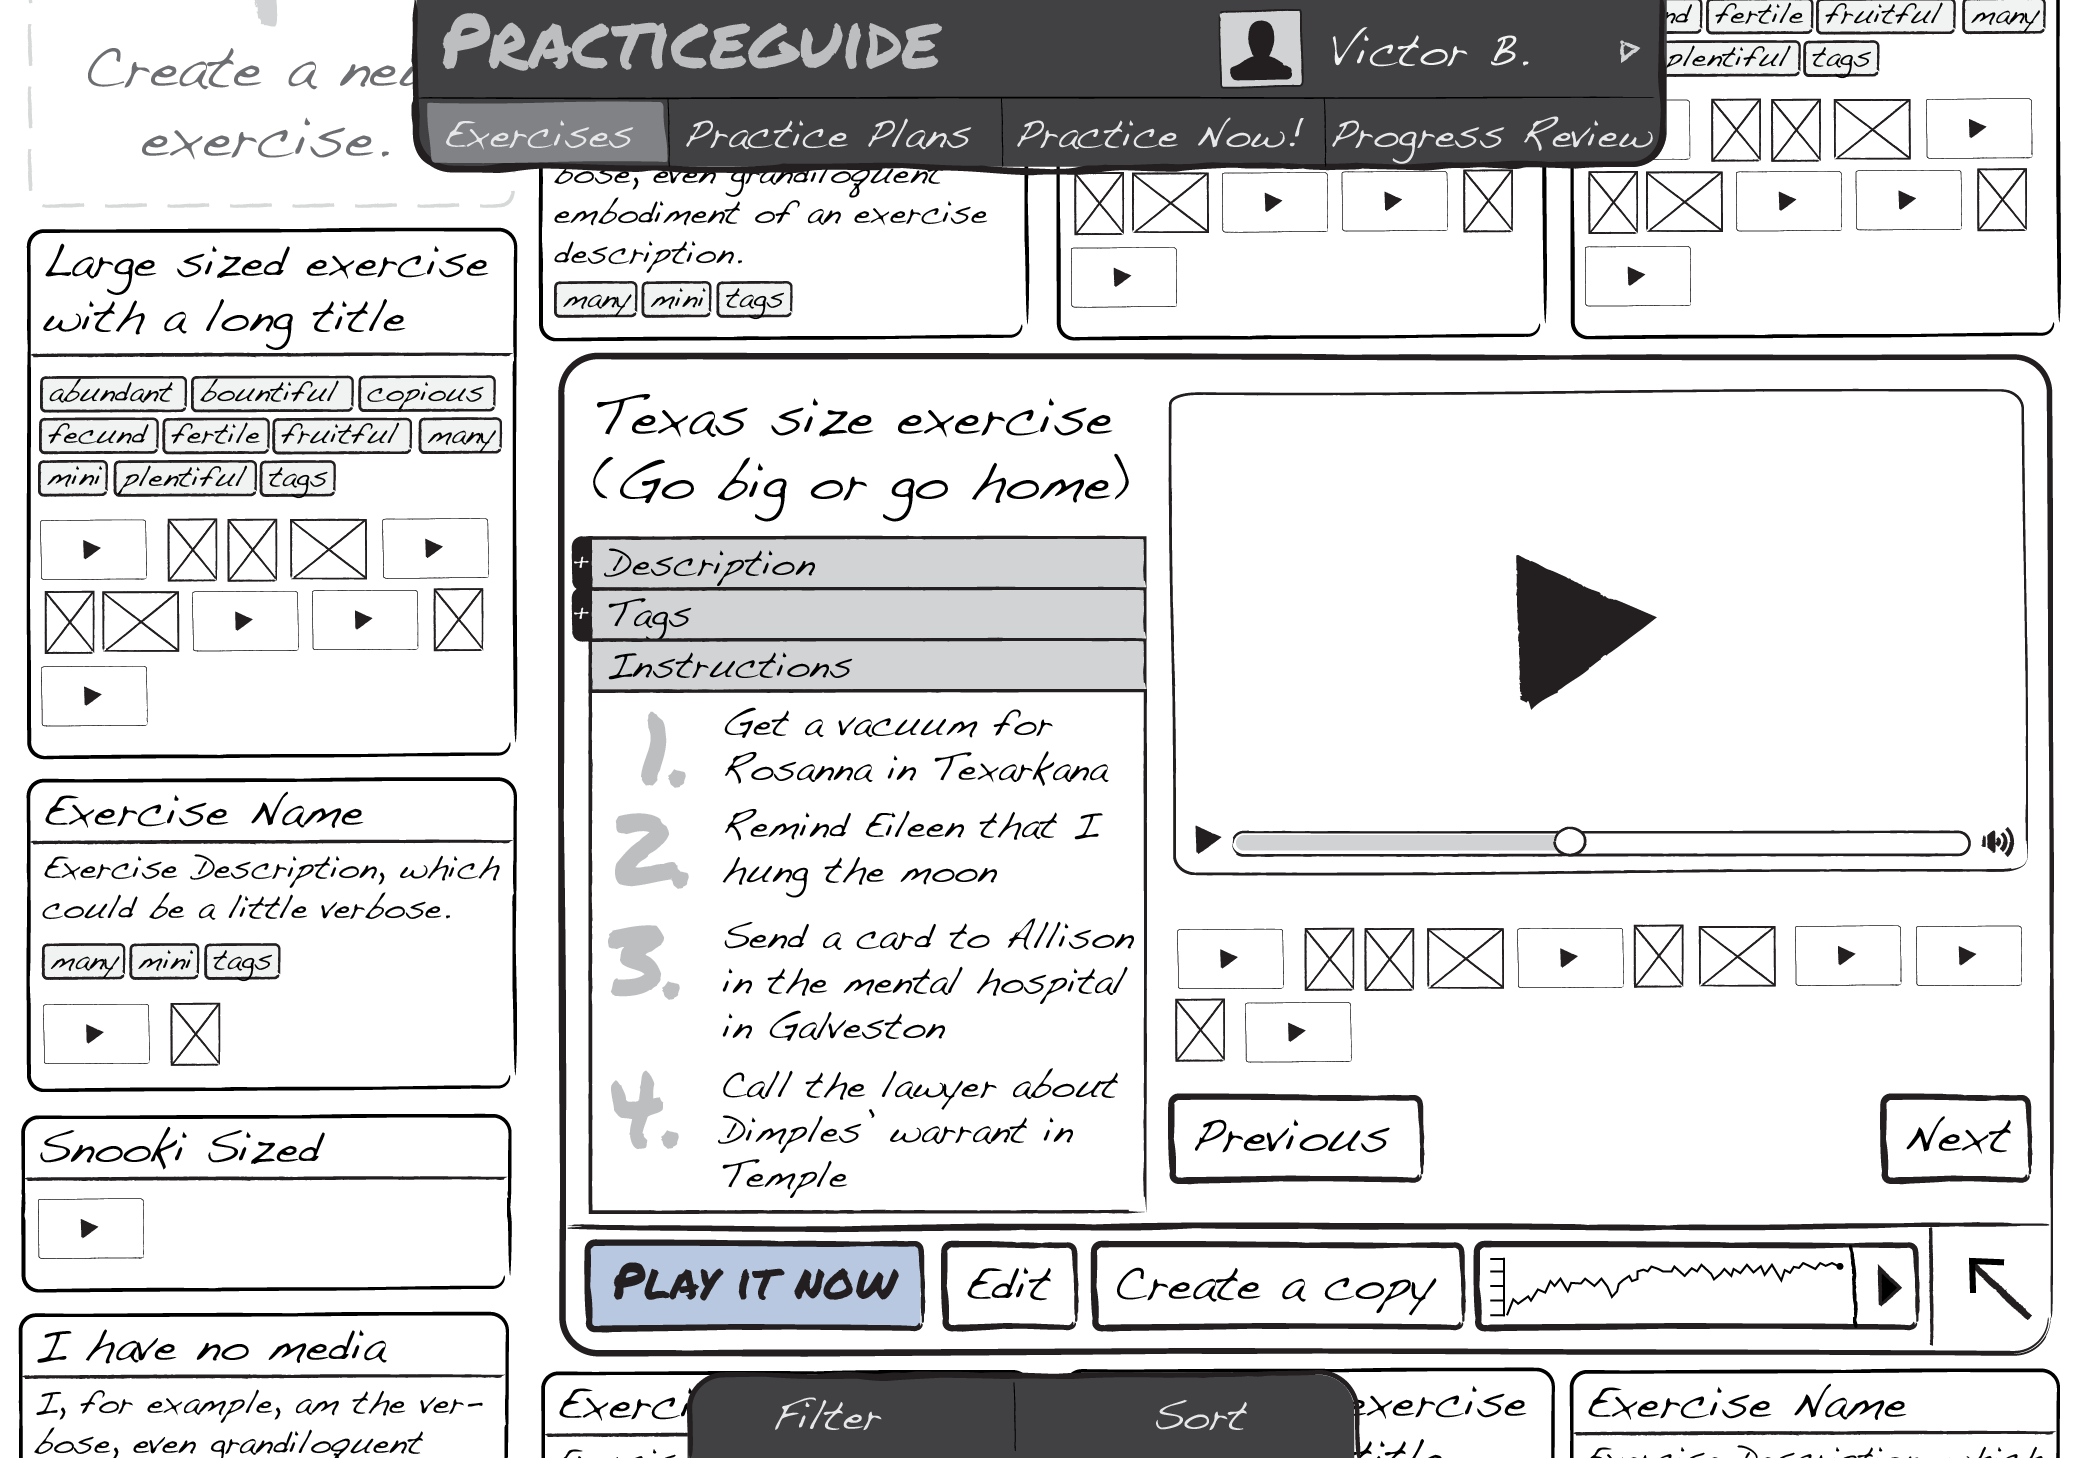 Create a new
exercise.
PRACTICEGUIDE
Victor B.
Exercises
Practice Plans
Practice Now!
Progress Review
fertile
fruitful
many
plentiful
tags
bose, even grandiloquent
embodiment of an exercise
description.
many
mini
tags
Large sized exercise
with a long title
abundant
bountiful
copious
fecund
fertile
fruitful
many
mini
plentiful
tags
Exercise Name
Exercise Description, which
could be a little verbose.
many
mini
tags
Snooki Sized
I have no media
I, for example, am the ver-
bose, even grandiloquent
Texas size exercise
(Go big or go home)
+ Description
+ Tags
Instructions
1. Get a vacuum for
Rosanna in Texarkana
2. Remind Eileen that I
hung the moon
3. Send a card to Allison
in the mental hospital
in Galveston
4. Call the lawyer about
Dimples' warrant in
Temple
Previous
Next
PLAY IT NOW
Edit
Create a copy
Filter
Sort
exercise
title
Exercise Name
Exercise Description, which